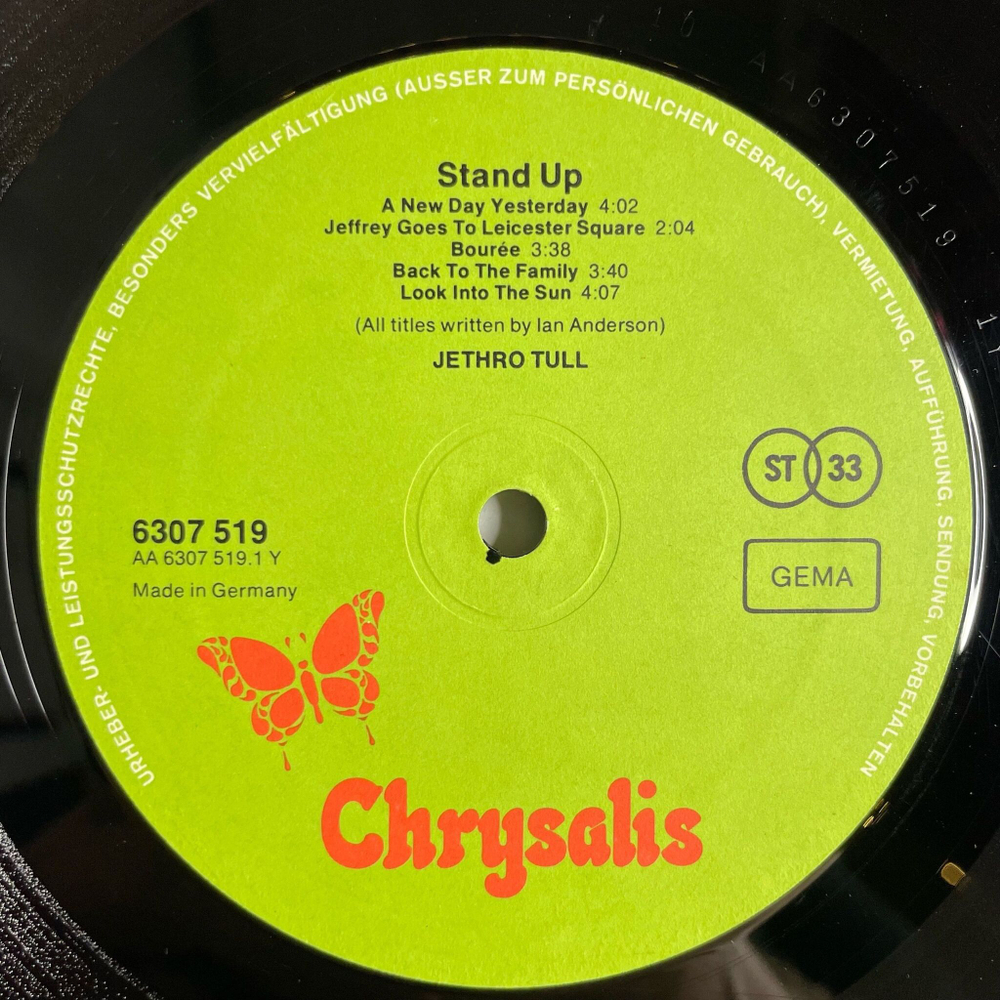 URHEBER- UND LEISTUNGSSCHUTZRECHTE, BESONDERS VERVIELFÄLTIGUNG (AUSSER ZUM PERSÖNLICHEN GEBRAUCH), VERMIETUNG, AUFFÜHRUNG, SENDUNG, VORBEHALTEN
Stand Up
A New Day Yesterday 4:02
Jeffrey Goes To Leicester Square 2:04
Bourée 3:38
Back To The Family 3:40
Look Into The Sun 4:07
(All titles written by Ian Anderson)
JETHRO TULL
ST 33
6307 519
AA 6307 519.1 Y
Made in Germany
GEMA
Chrysalis
AA6307519 1Y